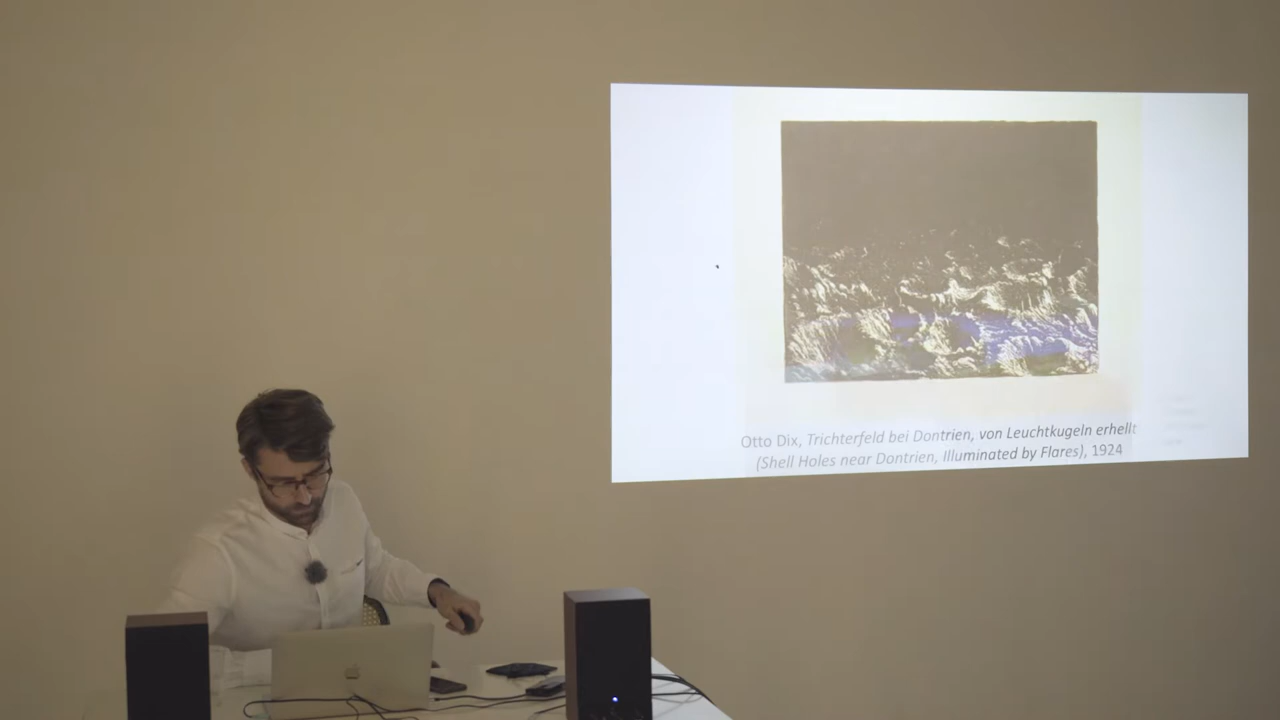 Otto Dix, Trichterfeld bei Dontrien, von Leuchtkugeln erhellt
(Shell Holes near Dontrien, Illuminated by Flares), 1924